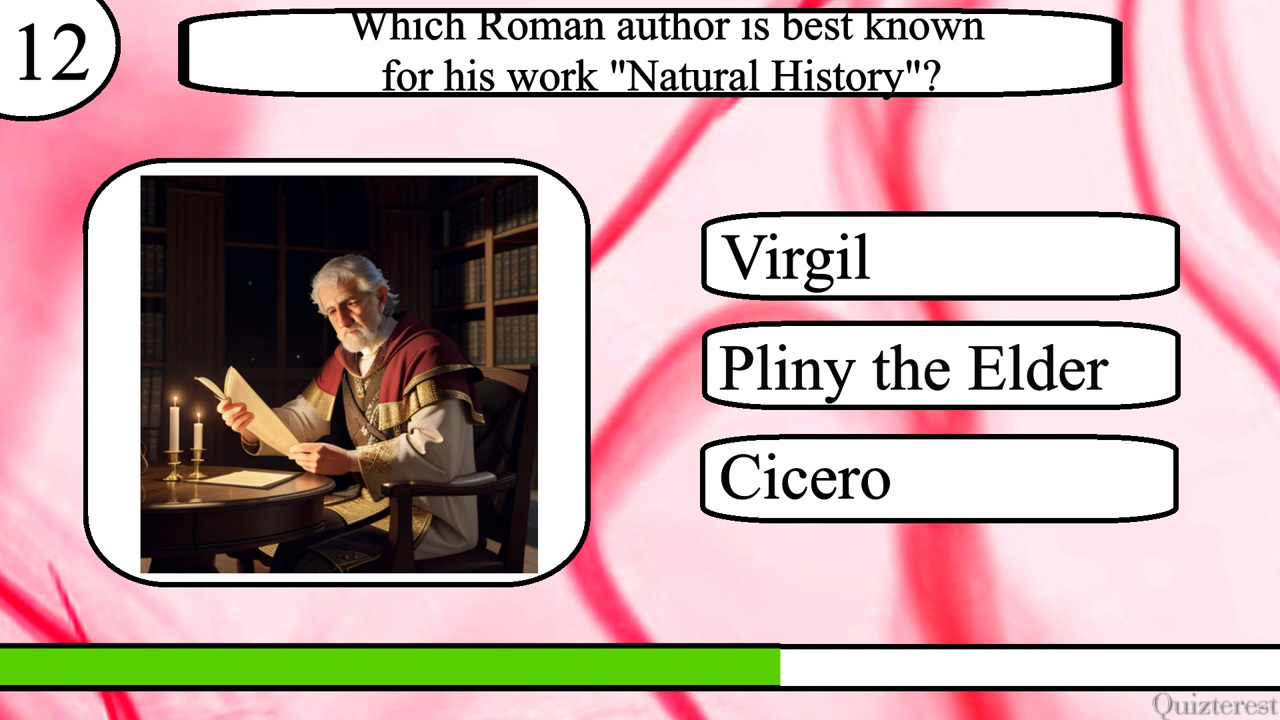 12
Which Roman author is best known
for his work "Natural History"?
Virgil
Pliny the Elder
Cicero
Quizterest